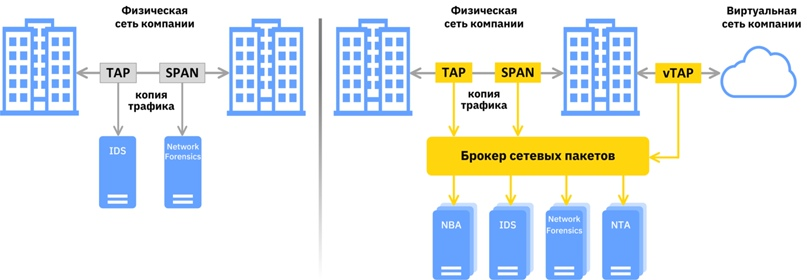 Физическая
сеть компании
TAP
SPAN
копия
трафика
IDS
Network
Forensics
Физическая
сеть компании
Виртуальная
сеть компании
TAP
SPAN
vTAP
копия
трафика
Брокер сетевых пакетов
NBA
IDS
Network
Forensics
NTA